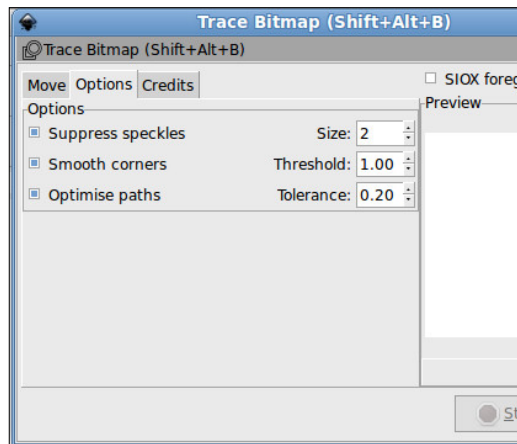 Trace Bitmap (Shift+Alt+B)
Trace Bitmap (Shift+Alt+B)
Move Options Credits
SIOX
Options
Preview
Suppress speckles Size: 2
Smooth corners Threshold: 1.00
Optimise paths Tolerance: 0.20